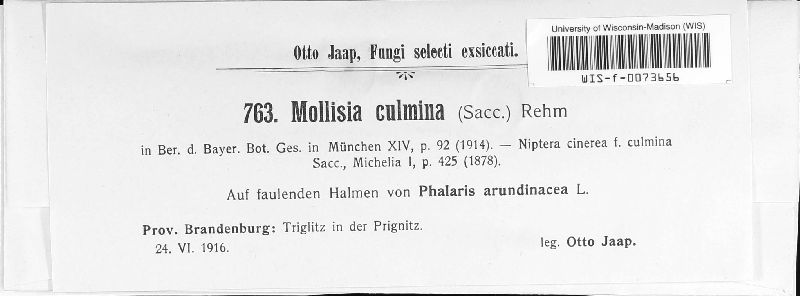 University of Wisconsin-Madison (WIS)
WIS-f-0073656
Otto Jaap, Fungi selecti exsiccati.
763. Mollisia culmina (Sacc.) Rehm
in Ber. d. Bayer. Bot. Ges. in München XIV, p. 92 (1914). — Niptera cinerea f. culmina
Sacc., Michelia I, p. 425 (1878).
Auf faulenden Halmen von Phalaris arundinacea L.
Prov. Brandenburg: Triglitz in der Prignitz.
24. VI. 1916.
leg. Otto Jaap.